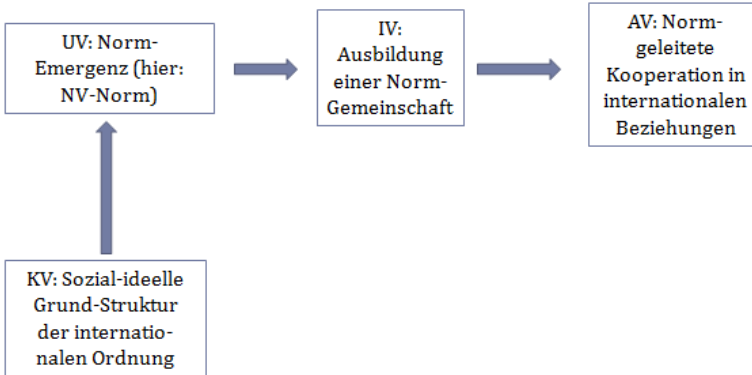 UV: Norm-
Emergenz (hier:
NV-Norm)
IV:
Ausbildung
einer Norm-
Gemeinschaft
AV: Norm-
geleitete
Kooperation in
internationalen
Beziehungen
KV: Sozial-ideelle
Grund-Struktur
der internatio-
nalen Ordnung